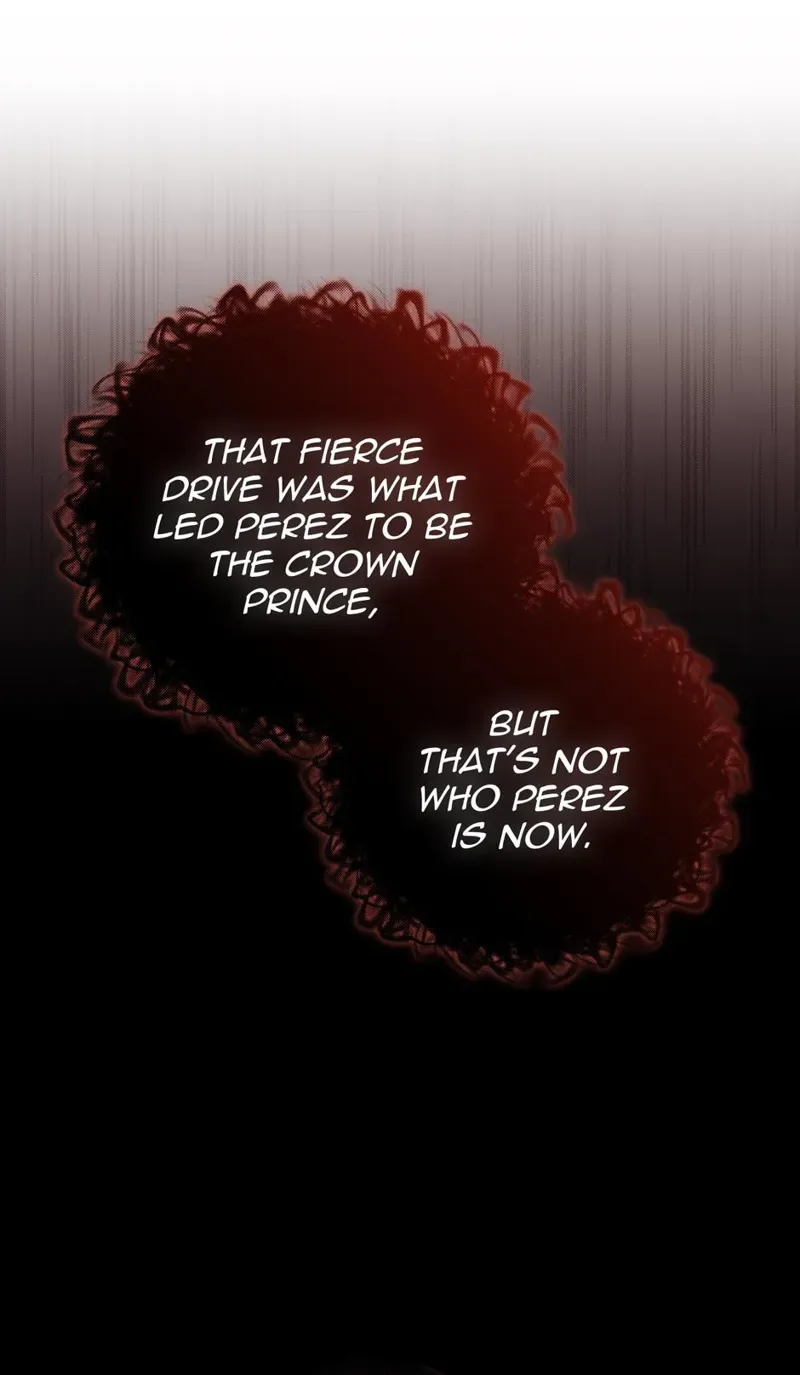 THAT FIERCE
DRIVE WAS WHAT
LED PEREZ TO BE
THE CROWN
PRINCE,
BUT
THAT'S NOT
WHO PEREZ
IS NOW.